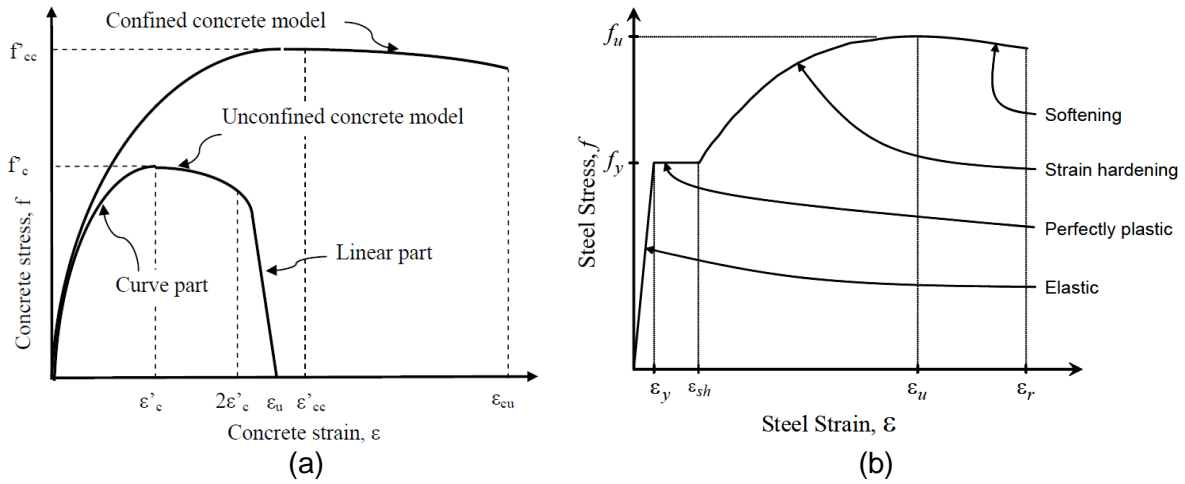 Confined concrete model
f'cc
Unconfined concrete model
f'c
Concrete stress, f
Linear part
Curve part
ε'c
2ε'c
εu
ε'cc
εcu
Concrete strain, ε
(a)
fu
Softening
Steel Stress, f
fy
Strain hardening
Perfectly plastic
Elastic
εy
εsh
εu
εr
Steel Strain, ε
(b)